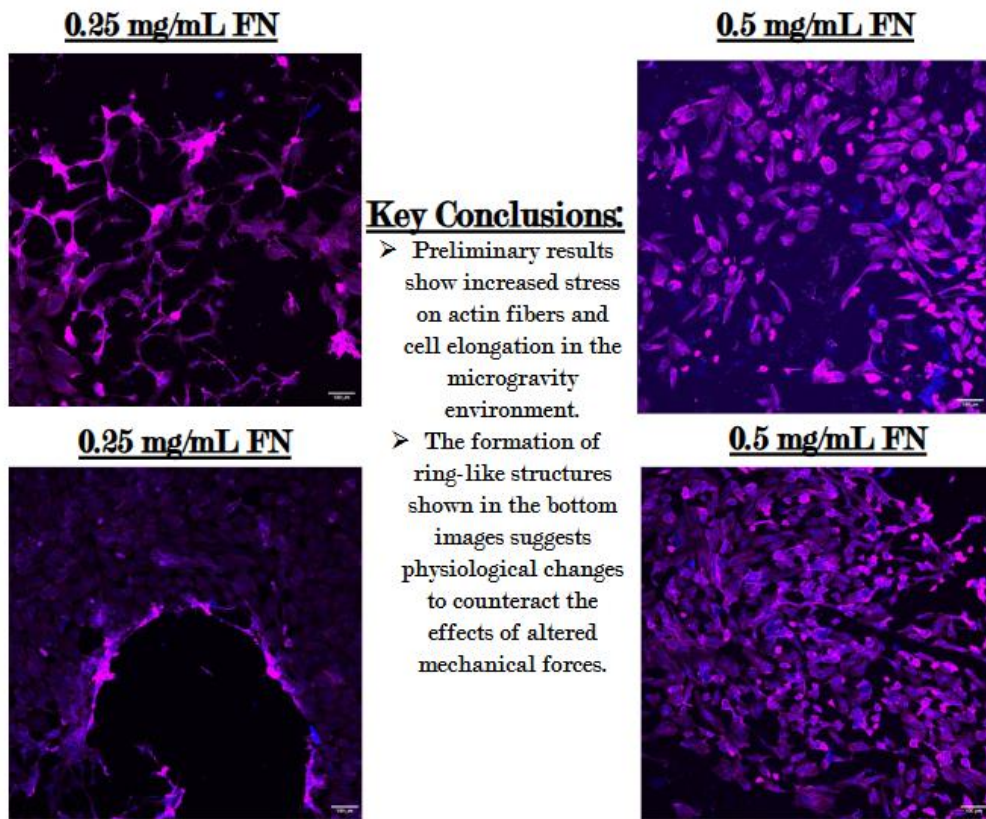 0.25 mg/mL FN
0.5 mg/mL FN
Key Conclusions:
➢ Preliminary results
show increased stress
on actin fibers and
cell elongation in the
microgravity
environment.
➢ The formation of
ring-like structures
shown in the bottom
images suggests
physiological changes
to counteract the
effects of altered
mechanical forces.
0.25 mg/mL FN
0.5 mg/mL FN